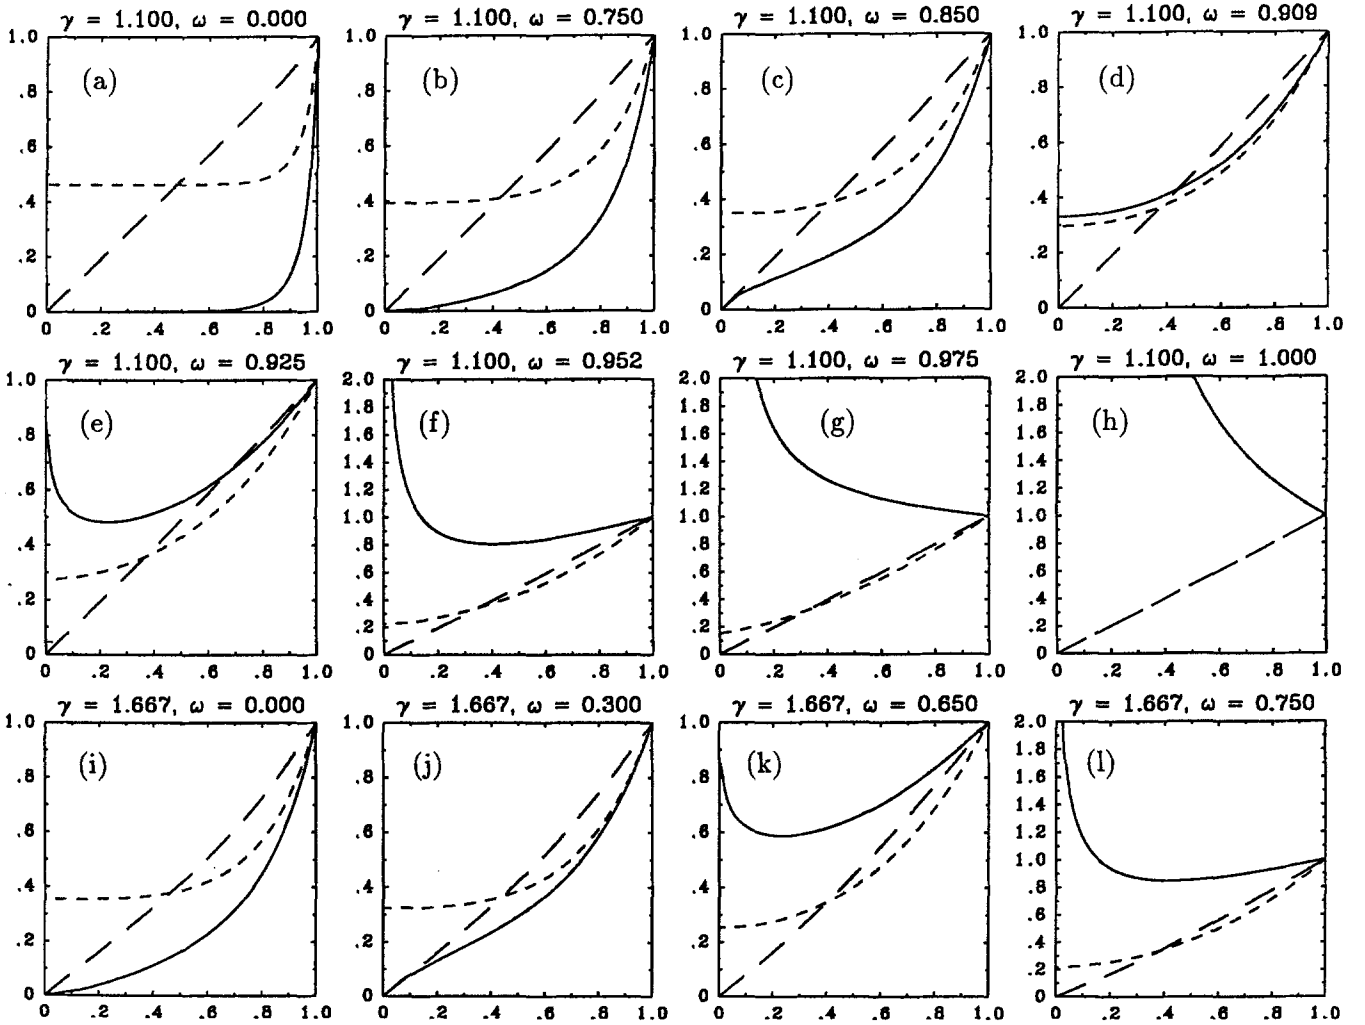 γ = 1.100, ω = 0.000
γ = 1.100, ω = 0.750
γ = 1.100, ω = 0.850
γ = 1.100, ω = 0.909
1.0
.8
.6
.4
.2
0
(a)
0 .2 .4 .6 .8 1.0
1.0
.8
.6
.4
.2
0
(b)
0 .2 .4 .6 .8 1.0
1.0
.8
.6
.4
.2
0
(c)
0 .2 .4 .6 .8 1.0
1.0
.8
.6
.4
.2
0
(d)
0 .2 .4 .6 .8 1.0
γ = 1.100, ω = 0.925
γ = 1.100, ω = 0.952
γ = 1.100, ω = 0.975
γ = 1.100, ω = 1.000
1.0
.8
.6
.4
.2
0
(e)
0 .2 .4 .6 .8 1.0
2.0
1.8
1.6
1.4
1.2
1.0
.8
.6
.4
.2
0
(f)
0 .2 .4 .6 .8 1.0
2.0
1.8
1.6
1.4
1.2
1.0
.8
.6
.4
.2
0
(g)
0 .2 .4 .6 .8 1.0
2.0
1.8
1.6
1.4
1.2
1.0
.8
.6
.4
.2
0
(h)
0 .2 .4 .6 .8 1.0
γ = 1.667, ω = 0.000
γ = 1.667, ω = 0.300
γ = 1.667, ω = 0.650
γ = 1.667, ω = 0.750
1.0
.8
.6
.4
.2
0
(i)
0 .2 .4 .6 .8 1.0
1.0
.8
.6
.4
.2
0
(j)
0 .2 .4 .6 .8 1.0
1.0
.8
.6
.4
.2
0
(k)
0 .2 .4 .6 .8 1.0
2.0
1.8
1.6
1.4
1.2
1.0
.8
.6
.4
.2
0
(l)
0 .2 .4 .6 .8 1.0